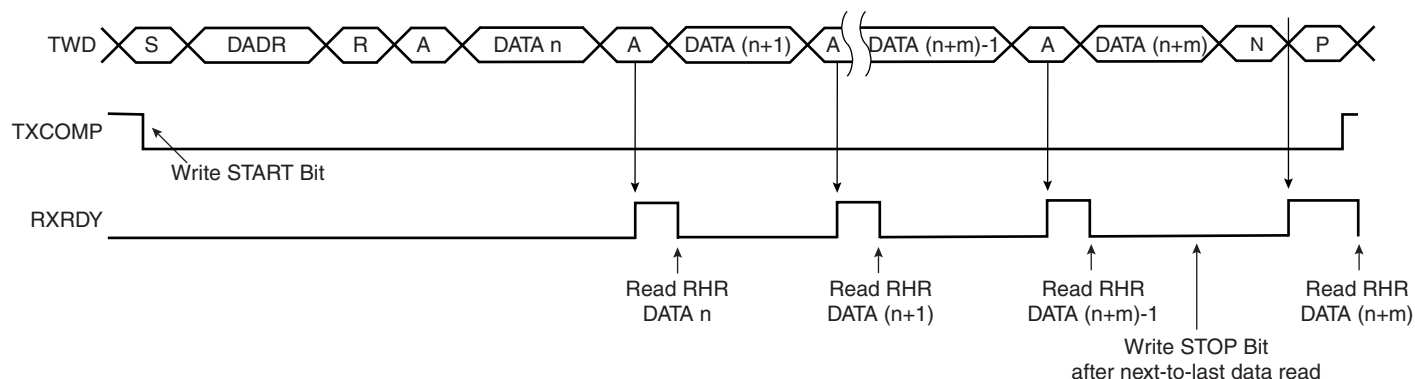 TWD S DADR R A DATA n A DATA (n+1) A DATA (n+m)-1 A DATA (n+m) N P
TXCOMP
Write START Bit
RXRDY
Read RHR Read RHR Read RHR Read RHR
DATA n DATA (n+1) DATA (n+m)-1 DATA (n+m)
Write STOP Bit
after next-to-last data read